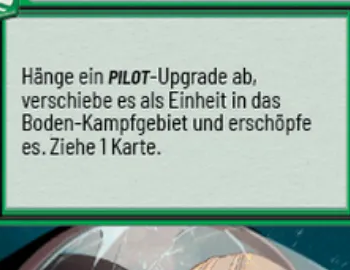 Hänge ein PILOT-Upgrade ab,
verschiebe es als Einheit in das
Boden-Kampfgebiet und erschöpfe
es. Ziehe 1 Karte.